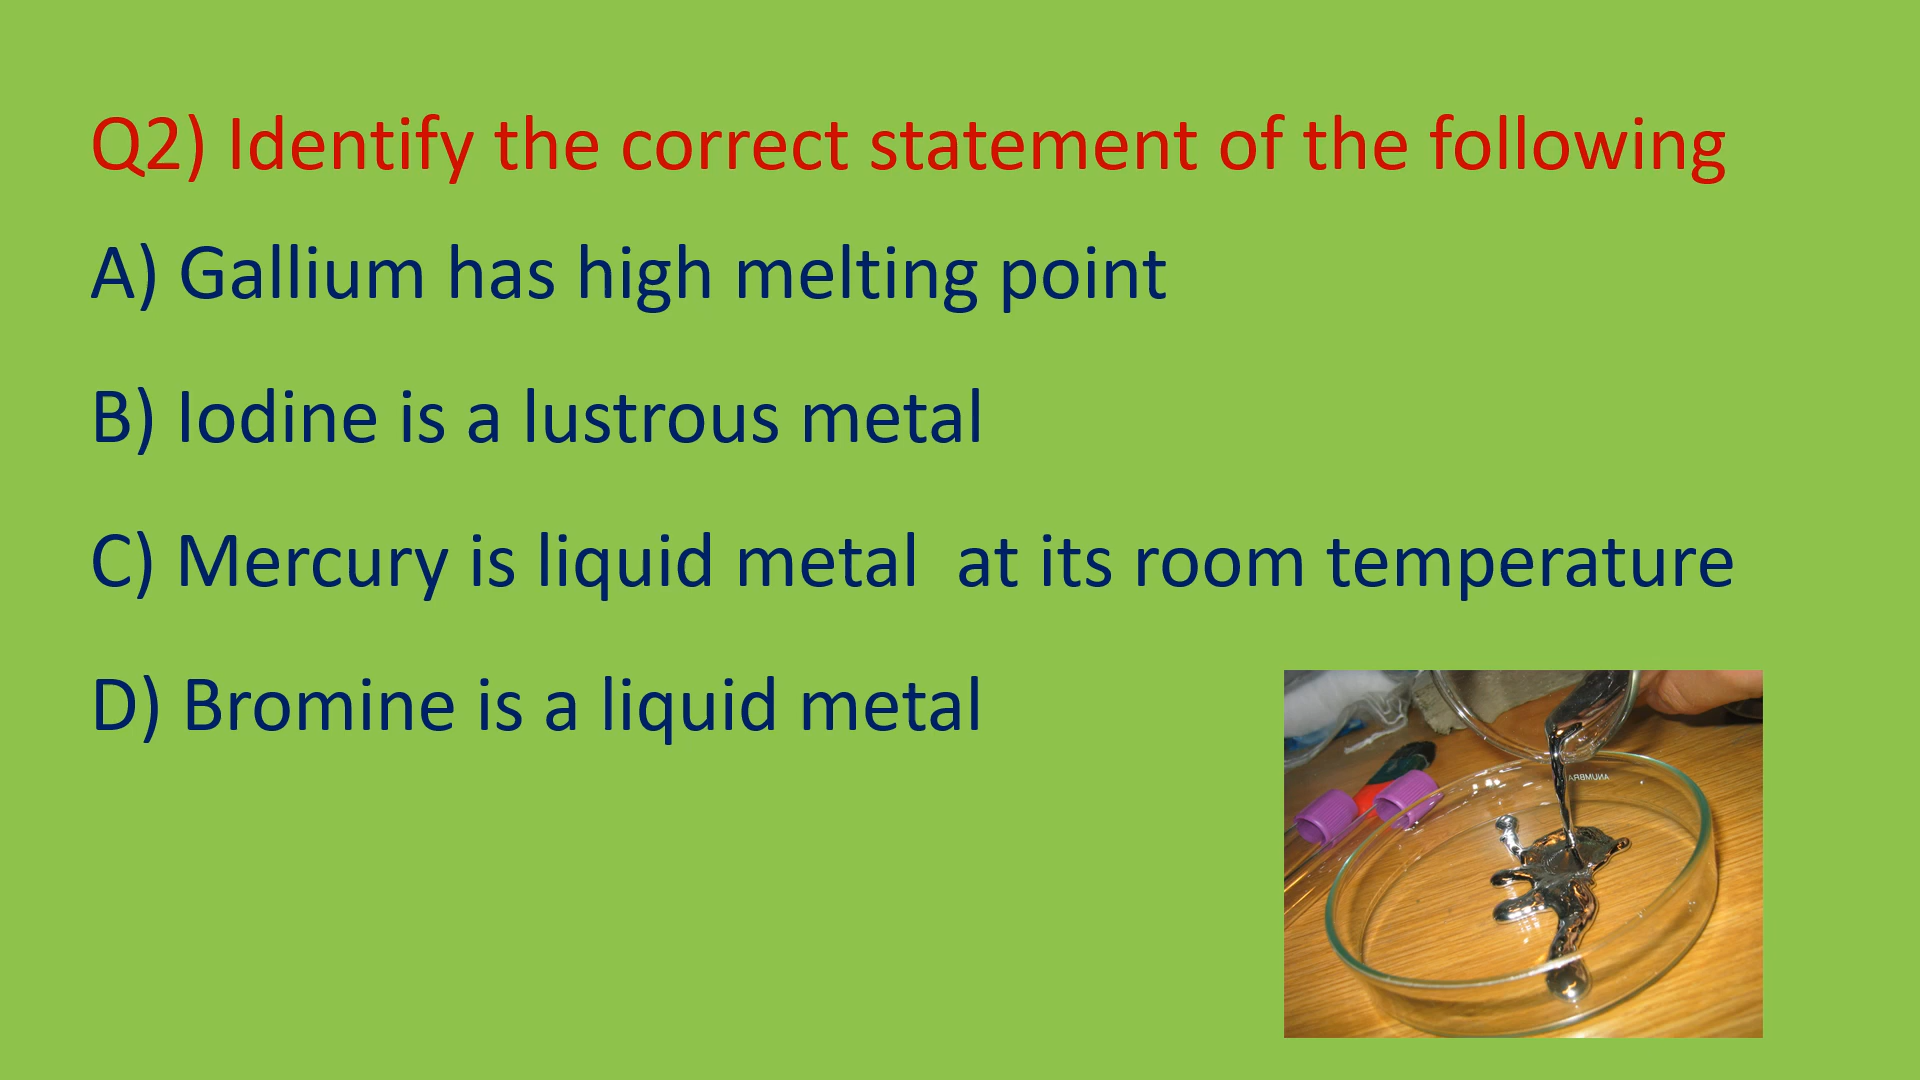 Q2) Identify the correct statement of the following
A) Gallium has high melting point
B) Iodine is a lustrous metal
C) Mercury is liquid metal  at its room temperature
D) Bromine is a liquid metal
ANUMBRA